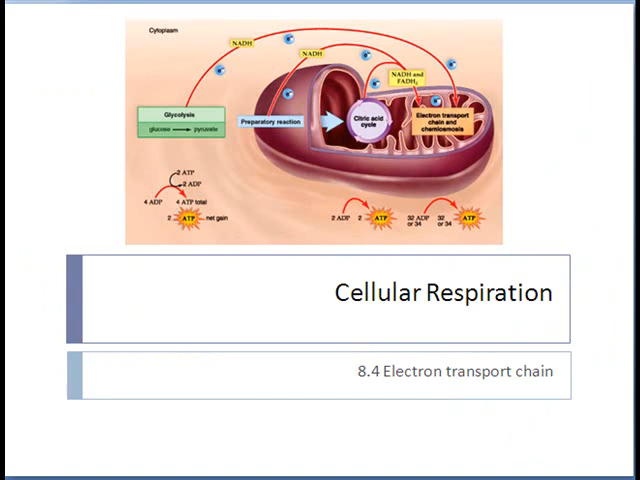 Cytoplasm
NADH
NADH
NADH and
FADH₂
e⁻
e⁻
e⁻
e⁻
e⁻
e⁻
e⁻
Glycolysis
glucose → pyruvate
Preparatory reaction
Citric acid
cycle
Electron transport
chain and
chemiosmosis
2 ATP
2 ADP
4 ADP 4 ATP total
2 ATP net gain
2 ADP 2 ATP
32 ADP 32 ATP
or 34 or 34
Cellular Respiration
8.4 Electron transport chain